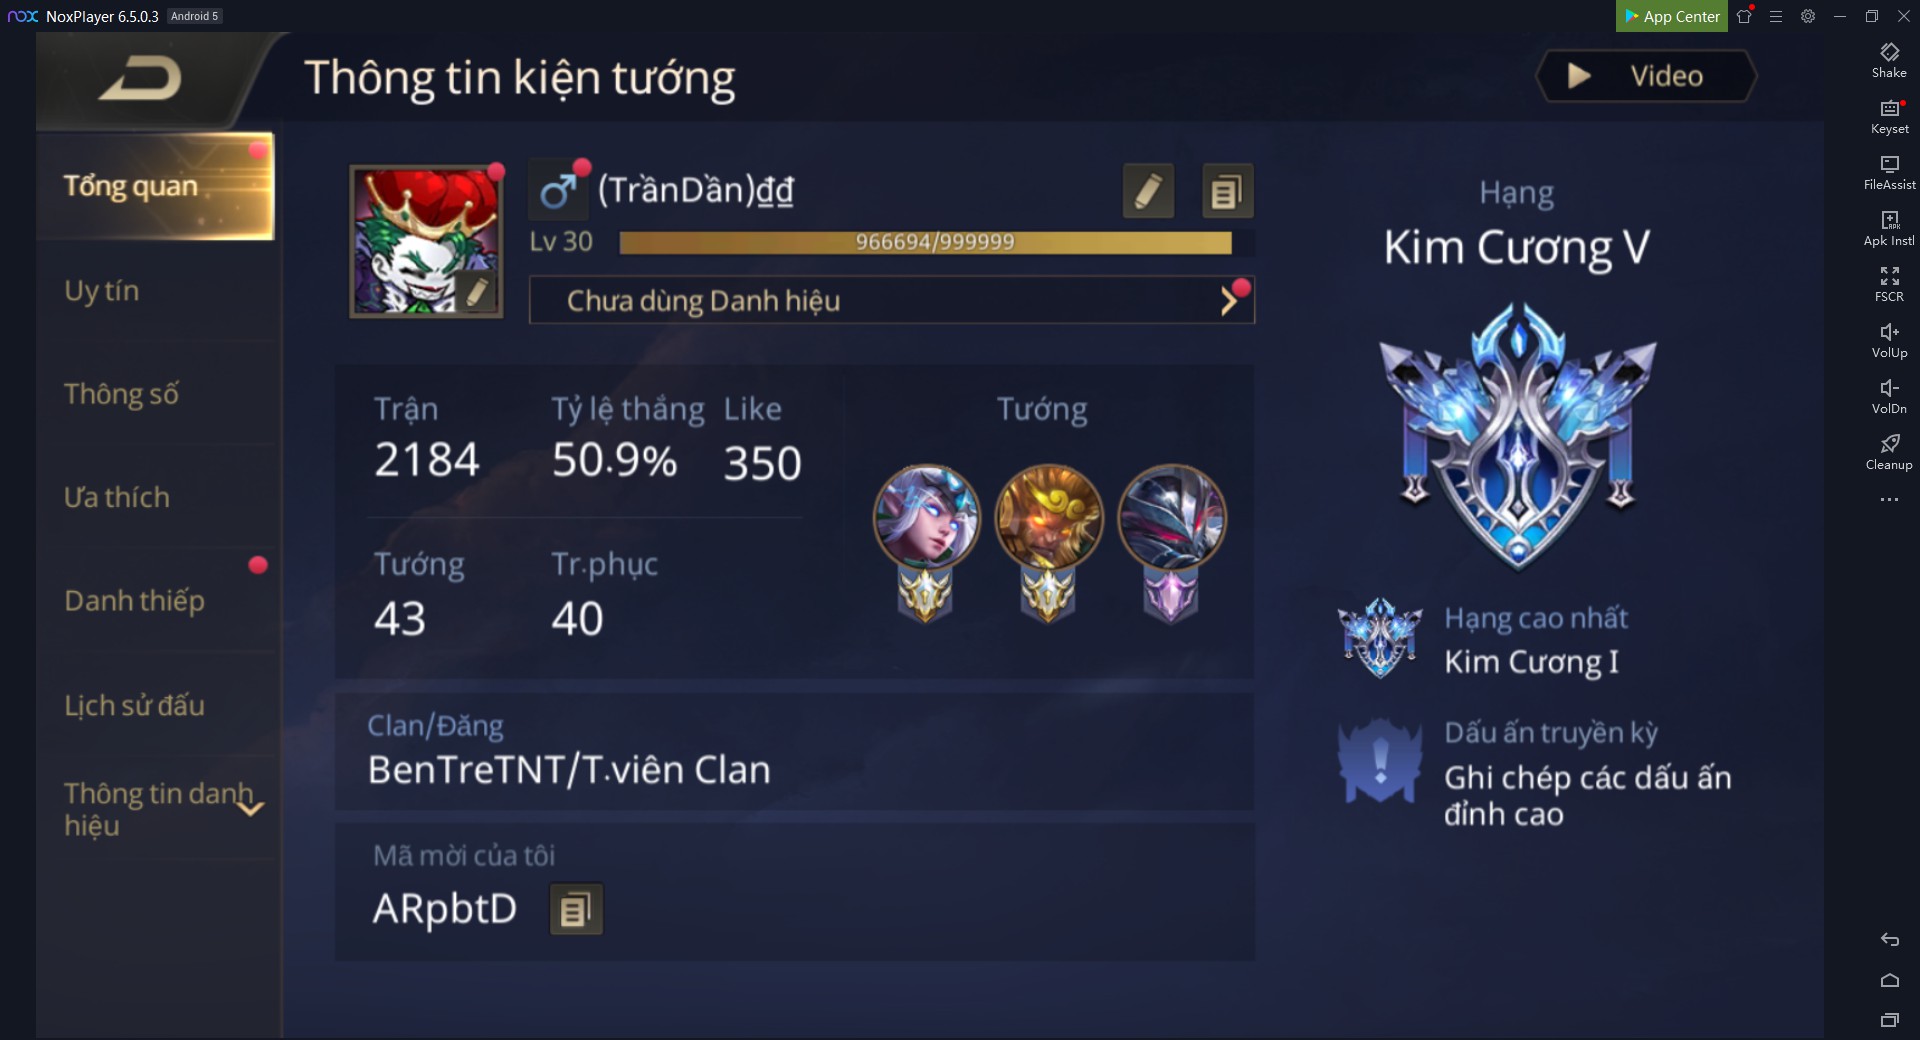 nox NoxPlayer 6.5.0.3 Android 5
App Center
Thông tin kiện tướng
Video
Tổng quan
Uy tín
Thông số
Ưa thích
Danh thiếp
Lịch sử đấu
Thông tin danh
hiệu
(TrầnDần)₫₫
Lv 30
966694/999999
Chưa dùng Danh hiệu
Trận
2184
Tỷ lệ thắng
50.9%
Like
350
Tướng
43
Tr.phục
40
Tướng
Clan/Đăng
BenTreTNT/T.viên Clan
Mã mời của tôi
ARpbtD
Hạng
Kim Cương V
Hạng cao nhất
Kim Cương I
Dấu ấn truyền kỳ
Ghi chép các dấu ấn
đỉnh cao
Shake
Keyset
FileAssist
Apk Instl
FSCR
VolUp
VolDn
Cleanup